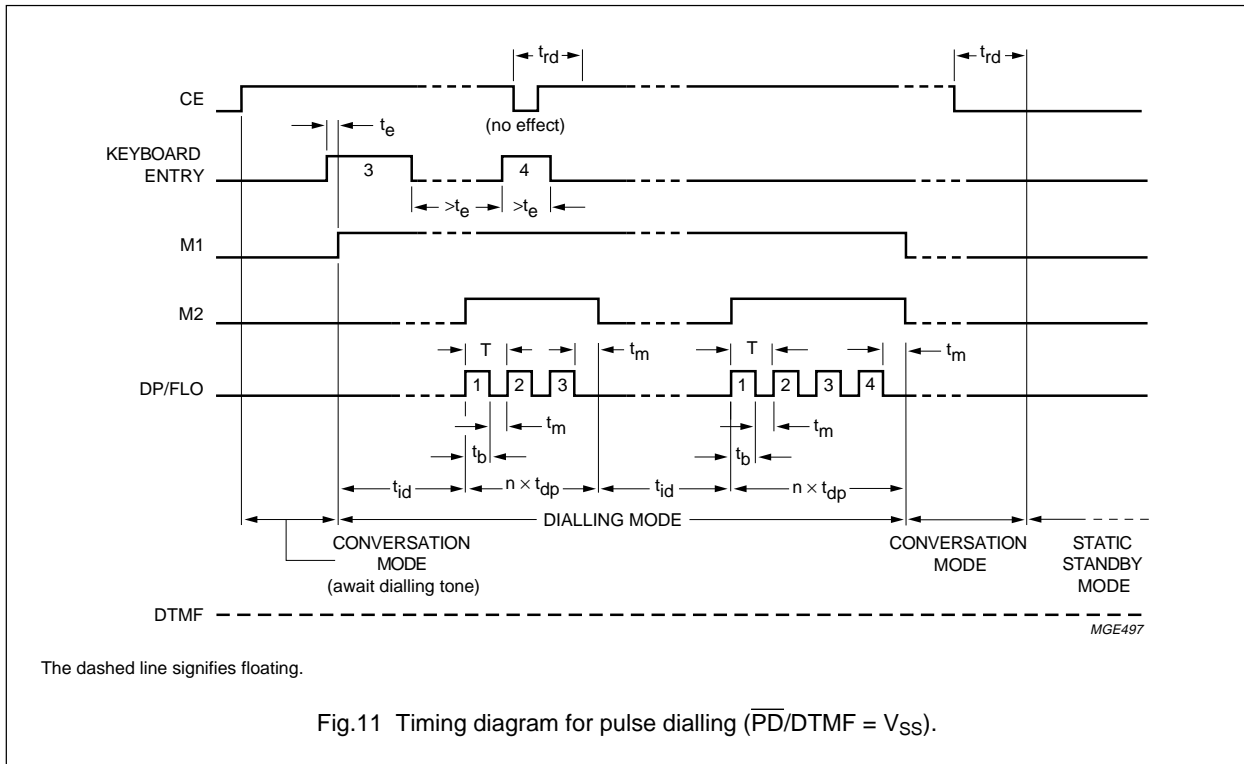 t_rd t_rd
CE
(no effect)
t_e
KEYBOARD
ENTRY
3 4
>t_e >t_e
M1
M2
T t_m T t_m
DP/FLO
1 2 3 1 2 3 4
t_m t_m
t_b t_b
t_id n × t_dp t_id n × t_dp
DIALLING MODE
CONVERSATION
MODE
(await dialling tone)
CONVERSATION
MODE
STATIC
STANDBY
MODE
DTMF
MGE497
The dashed line signifies floating.
Fig.11 Timing diagram for pulse dialling (P̅D̅/DTMF = V_SS).